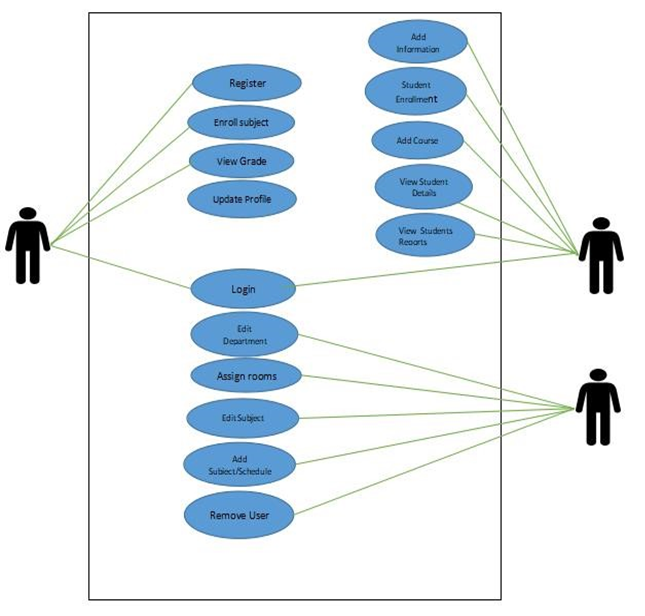 Add
Information
Student
Enrollment
Add Course
View Student
Details
View Students
Reports
Register
Enroll subject
View Grade
Update Profile
Login
Edit
Department
Assign rooms
Edit Subject
Add
Subject/Schedule
Remove User